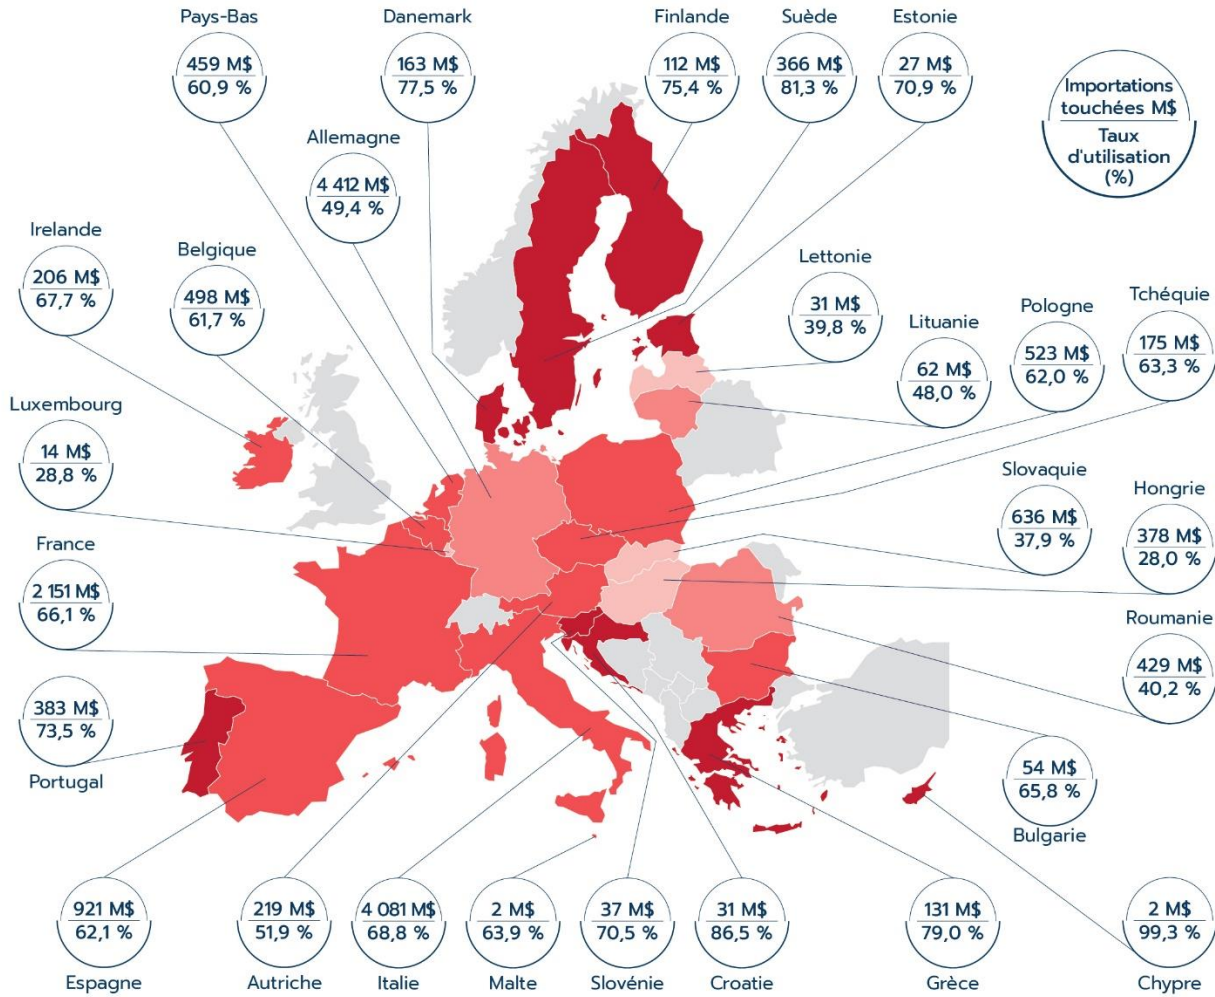 Pays-Bas
459 M$
60,9 %
Danemark
163 M$
77,5 %
Finlande
112 M$
75,4 %
Suède
366 M$
81,3 %
Estonie
27 M$
70,9 %
Importations
touchées M$
Taux
d'utilisation
(%)
Allemagne
4 412 M$
49,4 %
Irelande
206 M$
67,7 %
Belgique
498 M$
61,7 %
Lettonie
31 M$
39,8 %
Lituanie
62 M$
48,0 %
Pologne
523 M$
62,0 %
Tchéquie
175 M$
63,3 %
Luxembourg
14 M$
28,8 %
Slovaquie
636 M$
37,9 %
Hongrie
378 M$
28,0 %
France
2 151 M$
66,1 %
Roumanie
429 M$
40,2 %
383 M$
73,5 %
Portugal
54 M$
65,8 %
Bulgarie
921 M$
62,1 %
Espagne
219 M$
51,9 %
Autriche
4 081 M$
68,8 %
Italie
2 M$
63,9 %
Malte
37 M$
70,5 %
Slovénie
31 M$
86,5 %
Croatie
131 M$
79,0 %
Grèce
2 M$
99,3 %
Chypre